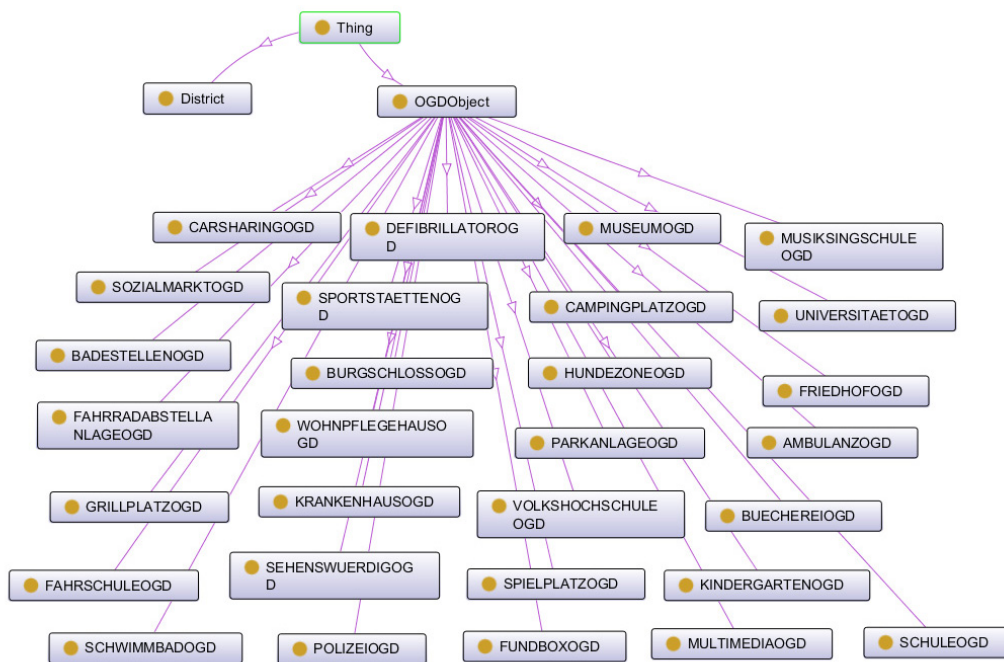 Thing
District
OGDObject
CARSHARINGOGD
DEFIBRILLATOROG
D
MUSEUMOGD
MUSIKSINGSCHULE
OGD
SOZIALMARKTOGD
SPORTSTAETTENOG
D
CAMPINGPLATZOGD
UNIVERSITAETOGD
BADESTELLENOGD
BURGSCHLOSSOGD
HUNDEZONEOGD
FRIEDHOFOGD
FAHRRADABSTELLA
NLAGEOGD
WOHNPFLEGEHAUSO
GD
PARKANLAGEOGD
AMBULANZOGD
GRILLPLATZOGD
KRANKENHAUSOGD
VOLKSHOCHSCHULE
OGD
BUECHEREIOGD
FAHRSCHULEOGD
SEHENSWUERDIGOG
D
SPIELPLATZOGD
KINDERGARTENOGD
SCHWIMMBADOGD
POLIZEIOGD
FUNDBOXOGD
MULTIMEDIAOGD
SCHULEOGD